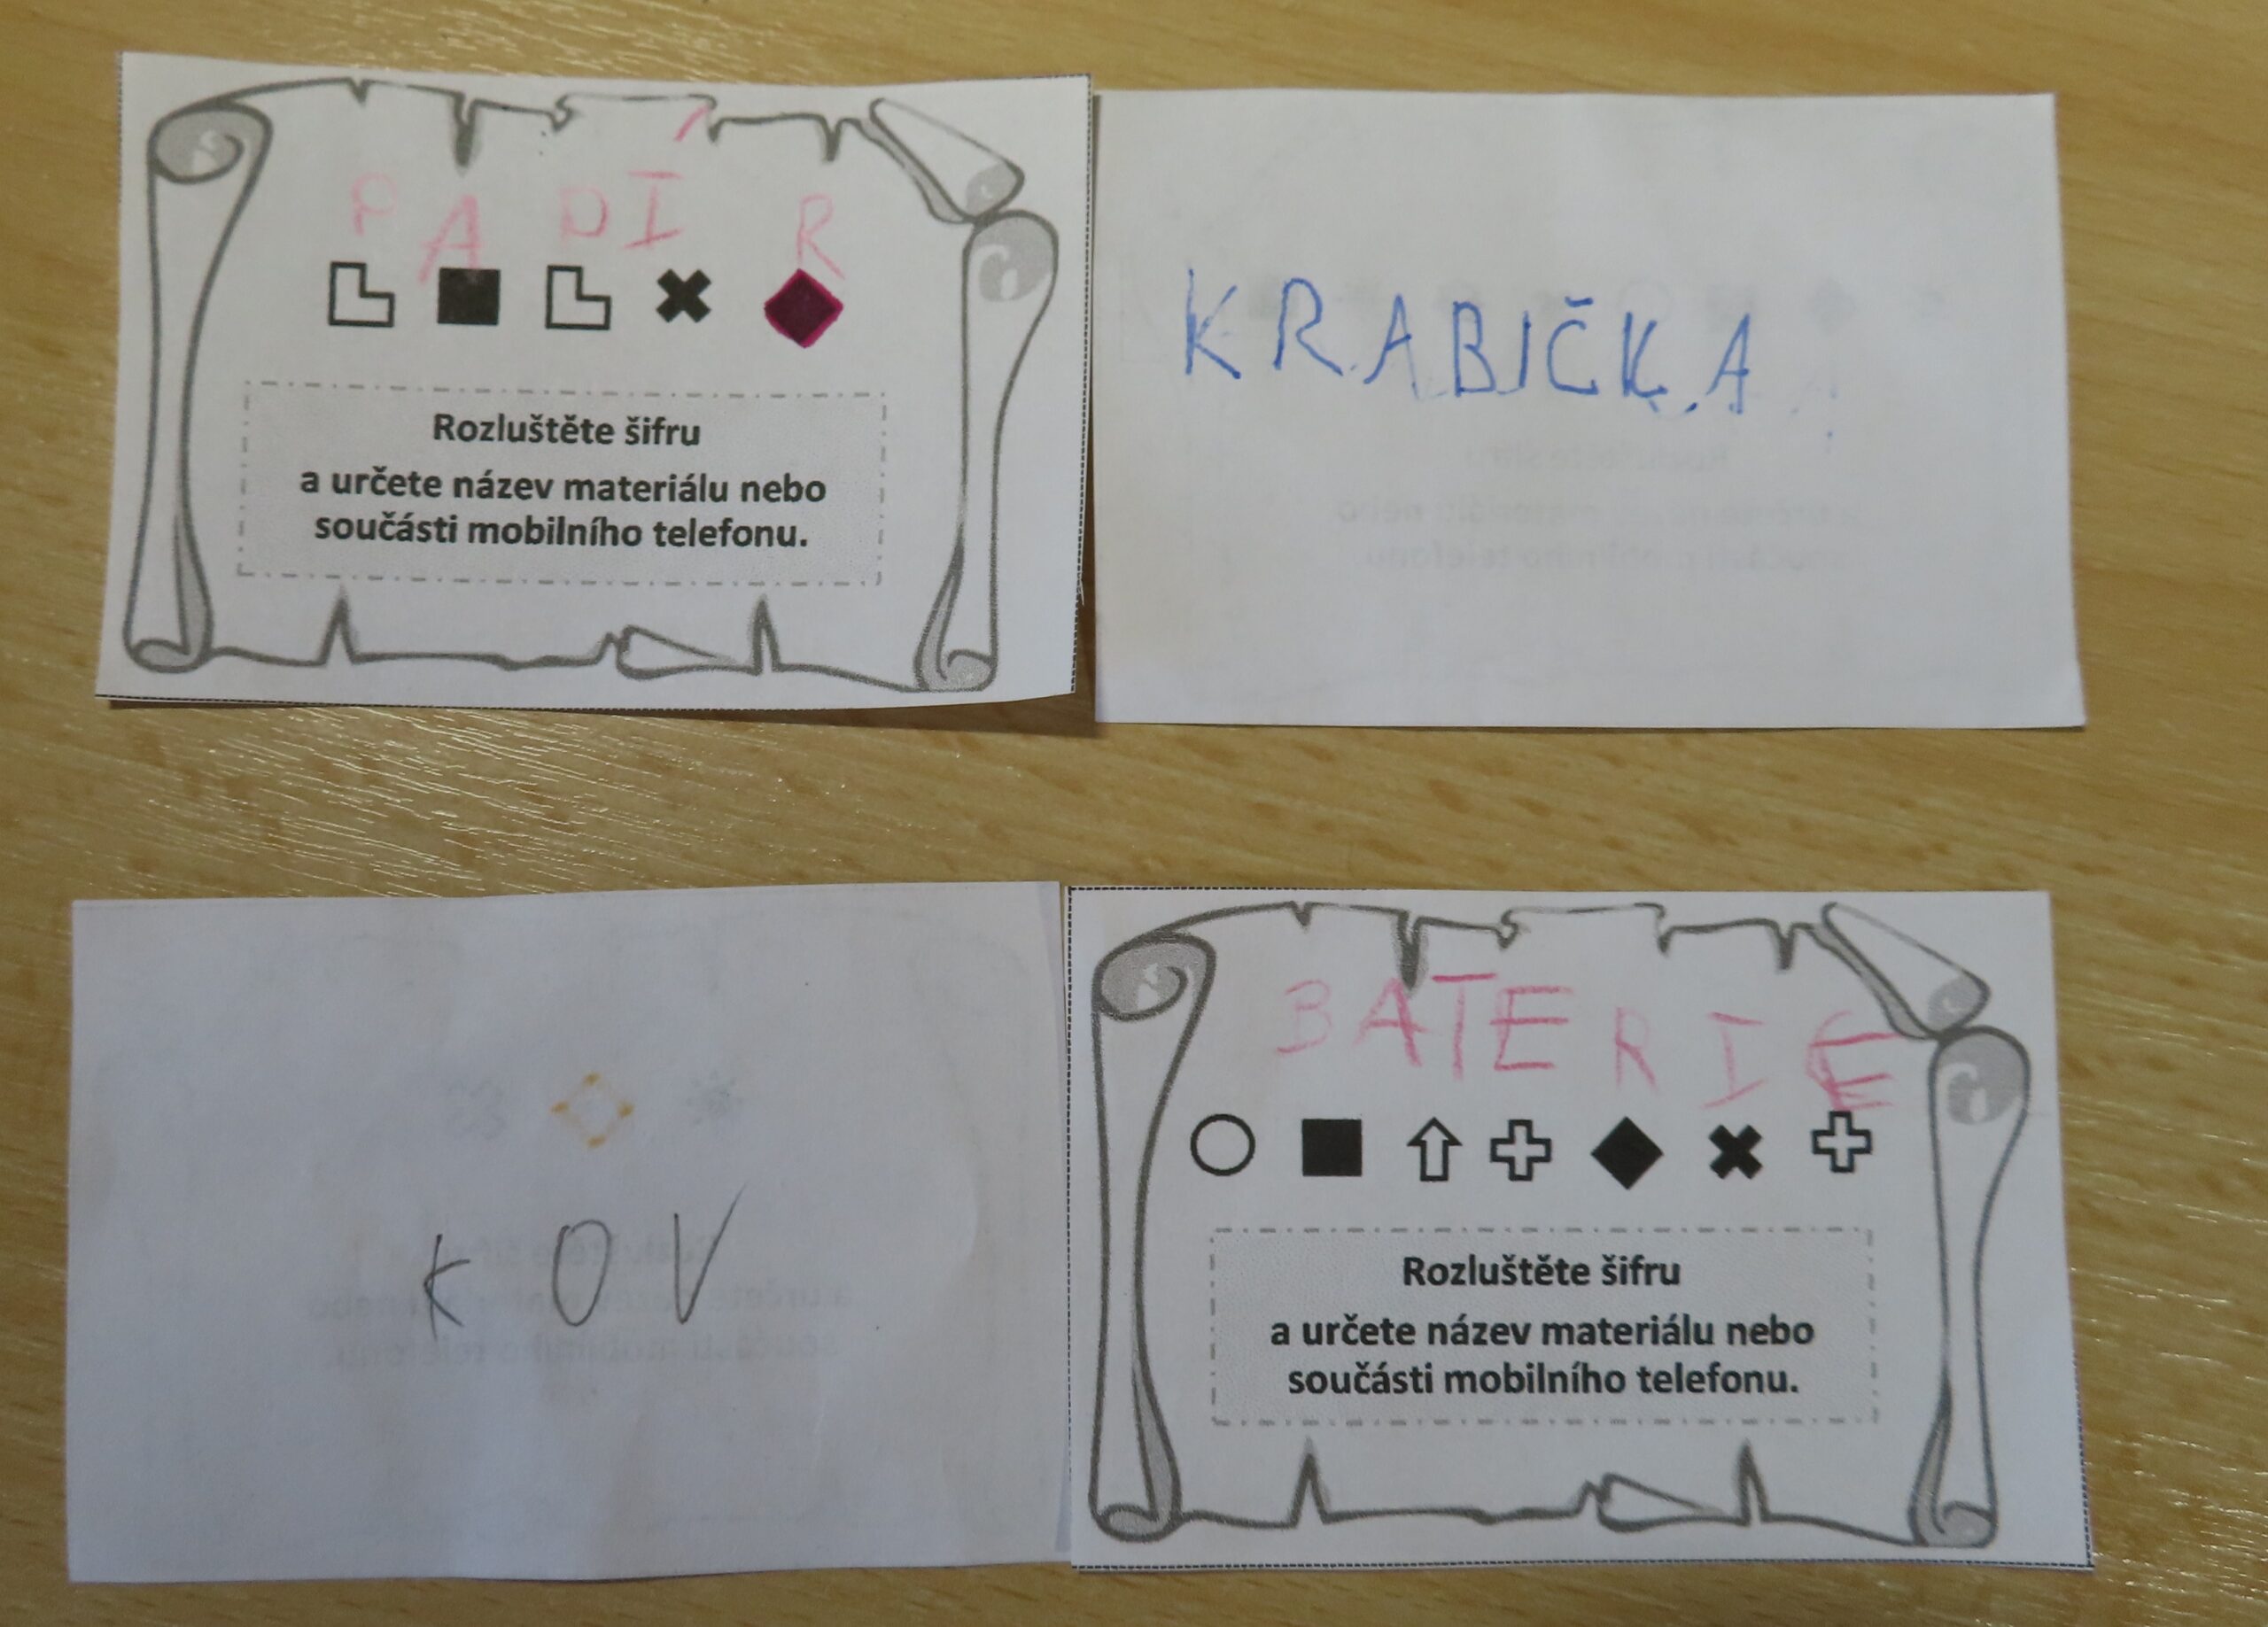 PAPÍR
Rozluštěte šifru
a určete název materiálu nebo
součásti mobilního telefonu.
KRABIČKA
KOV
BATERIE
Rozluštěte šifru
a určete název materiálu nebo
součásti mobilního telefonu.